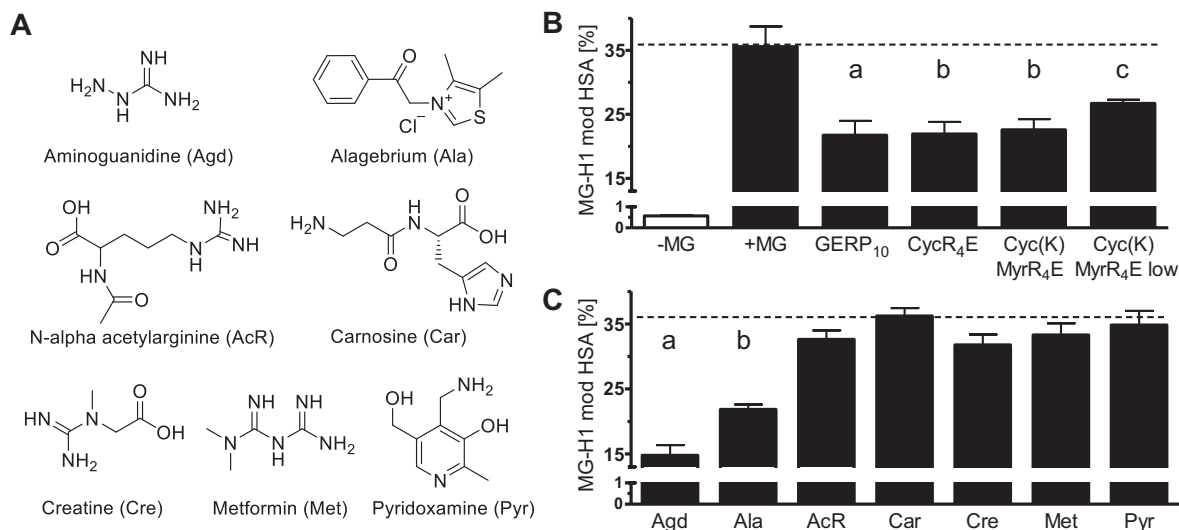 A
NH
H2N
N
H
NH2
Aminoguanidine (Agd)
O
N+
S
Cl−
Alagebrium (Ala)
OH
O
NH
O
N
H
NH2
NH
N-alpha acetylarginine (AcR)
H2N
O
H
N
O
OH
N
HN
Carnosine (Car)
HN
N
NH2
O
OH
Creatine (Cre)
NH
NH
N
N
H
NH2
Metformin (Met)
NH2
OH
OH
N
Pyridoxamine (Pyr)
B
MG-H1 mod HSA [%]
35
25
15
1
0
a
b
b
c
-MG
+MG
GERP10
CycR4E
Cyc(K)
MyrR4E
Cyc(K)
MyrR4E low
C
MG-H1 mod HSA [%]
35
25
15
1
0
a
b
Agd
Ala
AcR
Car
Cre
Met
Pyr